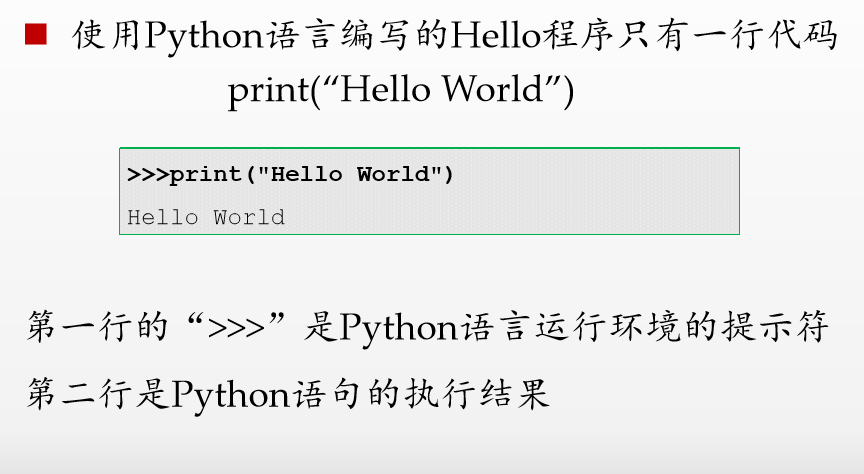 使用Python语言编写的Hello程序只有一行代码
print(“Hello World”)
>>>print("Hello World")
Hello World
第一行的“>>>”是Python语言运行环境的提示符
第二行是Python语句的执行结果